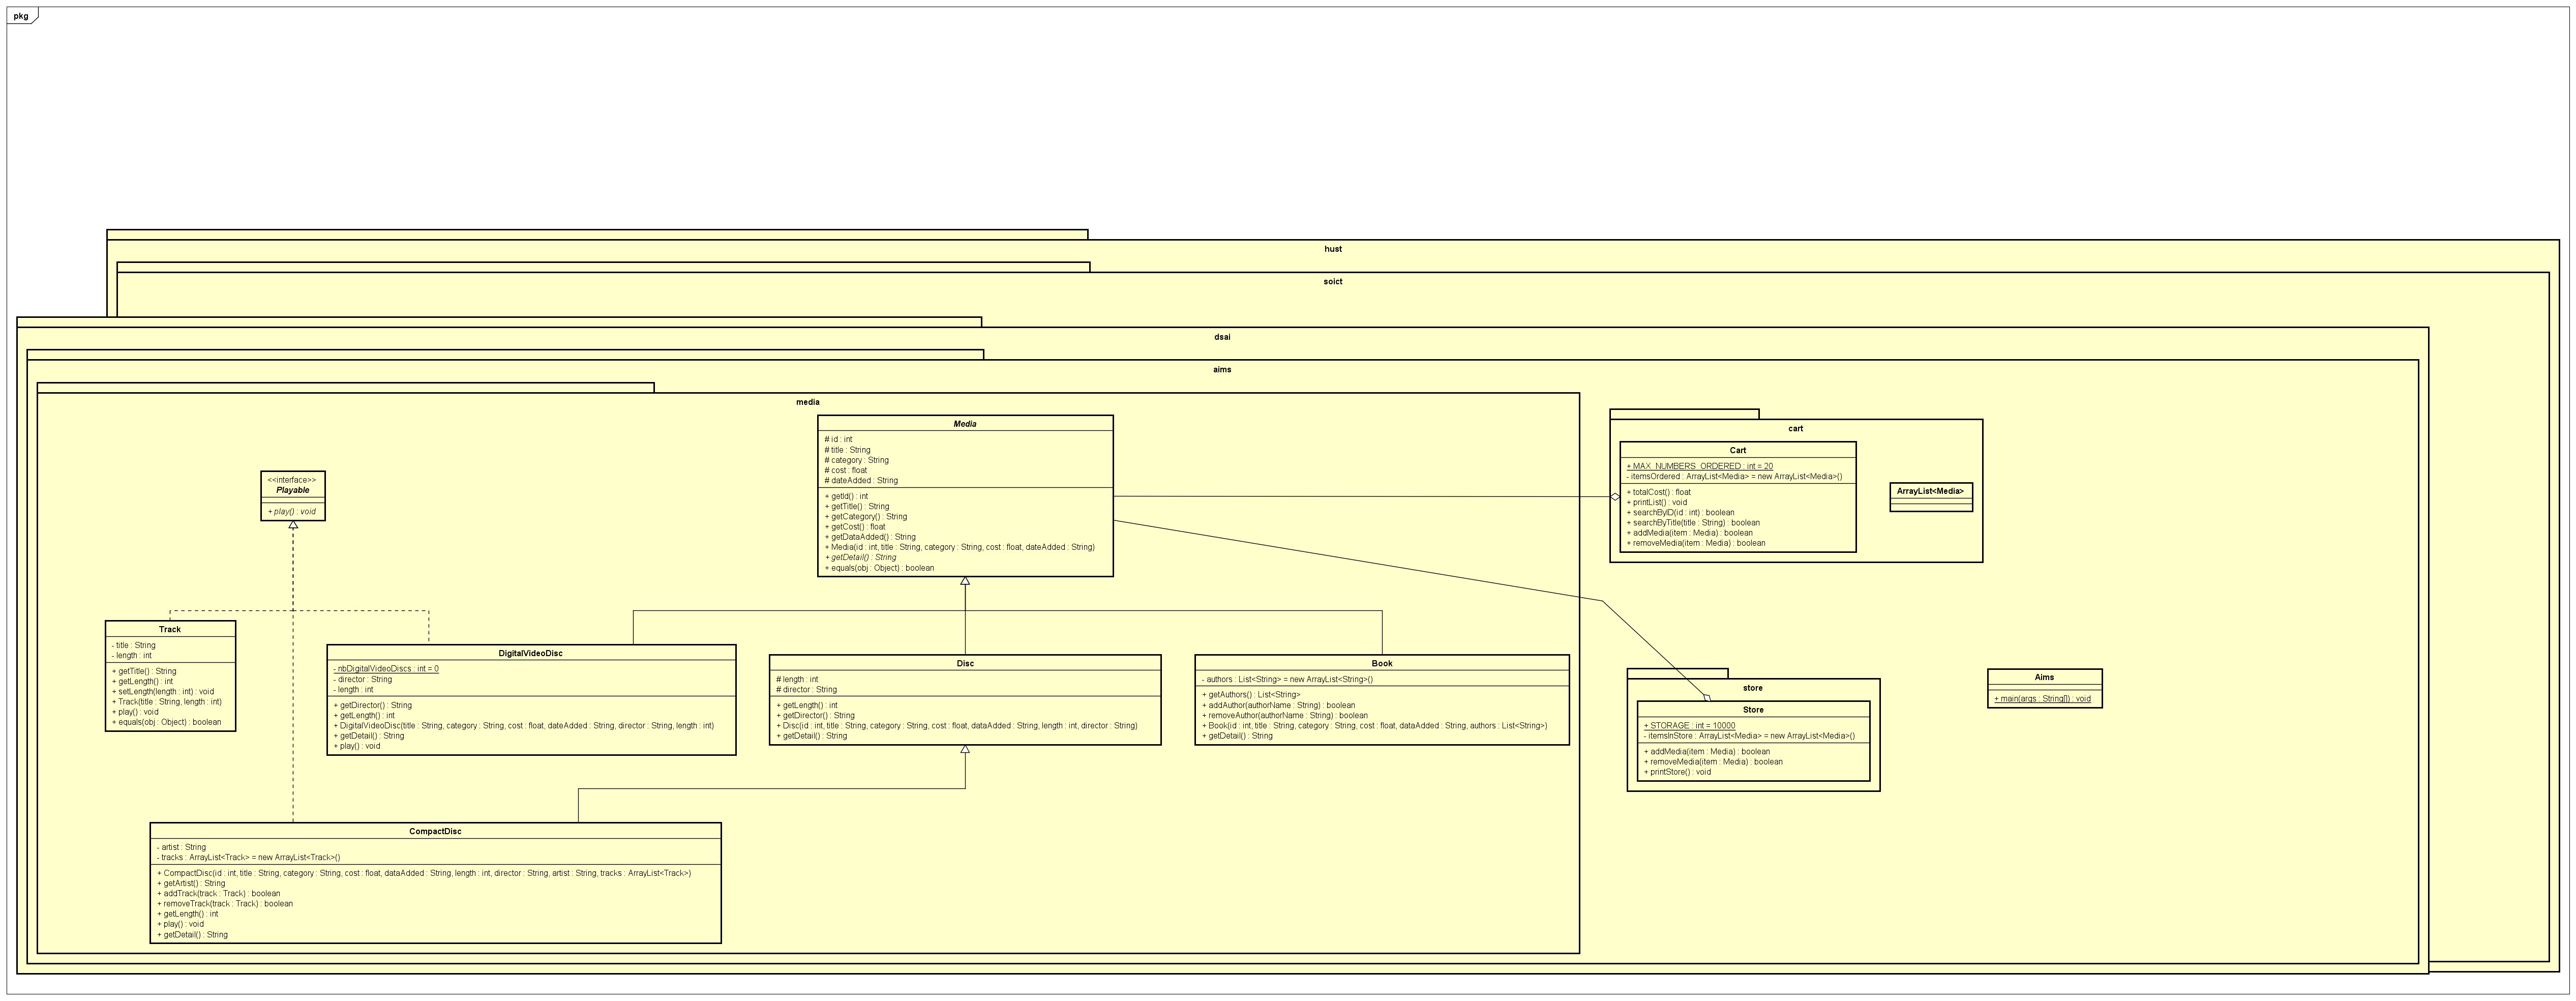 pkg
hust
soict
dsai
aims
media
Media
# id : int
# title : String
# category : String
# cost : float
# dateAdded : String
+ getId() : int
+ getTitle() : String
+ getCategory() : String
+ getCost() : float
+ getDataAdded() : String
+ Media(id : int, title : String, category : String, cost : float, dateAdded : String)
+ getDetail() : String
+ equals(obj : Object) : boolean
<<interface>>
Playable
+ play() : void
Track
- title : String
- length : int
+ getTitle() : String
+ getLength() : int
+ setLength(length : int) : void
+ Track(title : String, length : int)
+ play() : void
+ equals(obj : Object) : boolean
DigitalVideoDisc
- nbDigitalVideoDiscs : int = 0
- director : String
- length : int
+ getDirector() : String
+ getLength() : int
+ DigitalVideoDisc(title : String, category : String, cost : float, dateAdded : String, director : String, length : int)
+ getDetail() : String
+ play() : void
Disc
# length : int
# director : String
+ getLength() : int
+ getDirector() : String
+ Disc(id : int, title : String, category : String, cost : float, dataAdded : String, length : int, director : String)
+ getDetail() : String
Book
- authors : List<String> = new ArrayList<String>()
+ getAuthors() : List<String>
+ addAuthor(authorName : String) : boolean
+ removeAuthor(authorName : String) : boolean
+ Book(id : int, title : String, category : String, cost : float, dataAdded : String, authors : List<String>)
+ getDetail() : String
CompactDisc
- artist : String
- tracks : ArrayList<Track> = new ArrayList<Track>()
+ CompactDisc(id : int, title : String, category : String, cost : float, dataAdded : String, length : int, director : String, artist : String, tracks : ArrayList<Track>)
+ getArtist() : String
+ addTrack(track : Track) : boolean
+ removeTrack(track : Track) : boolean
+ getLength() : int
+ play() : void
+ getDetail() : String
cart
Cart
+ MAX_NUMBERS_ORDERED : int = 20
- itemsOrdered : ArrayList<Media> = new ArrayList<Media>()
+ totalCost() : float
+ printList() : void
+ searchByID(id : int) : boolean
+ searchByTitle(title : String) : boolean
+ addMedia(item : Media) : boolean
+ removeMedia(item : Media) : boolean
ArrayList<Media>
store
Store
+ STORAGE : int = 10000
- itemsInStore : ArrayList<Media> = new ArrayList<Media>()
+ addMedia(item : Media) : boolean
+ removeMedia(item : Media) : boolean
+ printStore() : void
Aims
+ main(args : String[]) : void